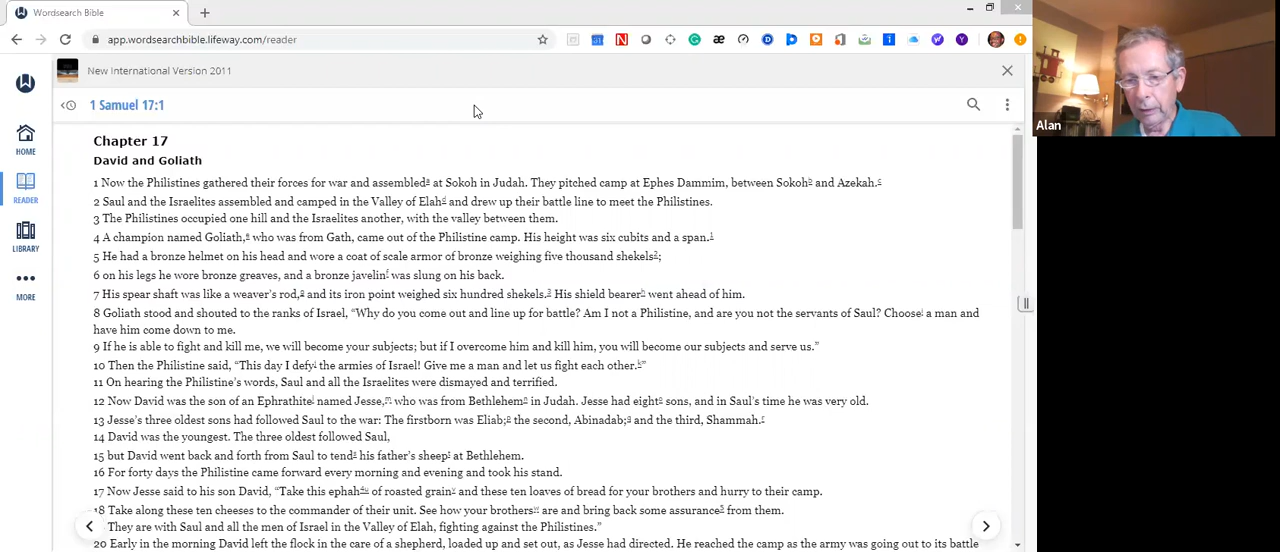 Wordsearch Bible
app.wordsearchbible.lifeway.com/reader
New International Version 2011
1 Samuel 17:1
HOME
READER
LIBRARY
MORE
Chapter 17
David and Goliath
1 Now the Philistines gathered their forces for war and assembled at Sokoh in Judah. They pitched camp at Ephes Dammim, between Sokoh and Azekah.
2 Saul and the Israelites assembled and camped in the Valley of Elah and drew up their battle line to meet the Philistines.
3 The Philistines occupied one hill and the Israelites another, with the valley between them.
4 A champion named Goliath, who was from Gath, came out of the Philistine camp. His height was six cubits and a span.
5 He had a bronze helmet on his head and wore a coat of scale armor of bronze weighing five thousand shekels;
6 on his legs he wore bronze greaves, and a bronze javelin was slung on his back.
7 His spear shaft was like a weaver's rod, and its iron point weighed six hundred shekels. His shield bearer went ahead of him.
8 Goliath stood and shouted to the ranks of Israel, “Why do you come out and line up for battle? Am I not a Philistine, and are you not the servants of Saul? Choose a man and
have him come down to me.
9 If he is able to fight and kill me, we will become your subjects; but if I overcome him and kill him, you will become our subjects and serve us.”
10 Then the Philistine said, “This day I defy the armies of Israel! Give me a man and let us fight each other.”
11 On hearing the Philistine's words, Saul and all the Israelites were dismayed and terrified.
12 Now David was the son of an Ephrathite named Jesse, who was from Bethlehem in Judah. Jesse had eight sons, and in Saul's time he was very old.
13 Jesse's three oldest sons had followed Saul to the war: The firstborn was Eliab; the second, Abinadab; and the third, Shammah.
14 David was the youngest. The three oldest followed Saul,
15 but David went back and forth from Saul to tend his father's sheep at Bethlehem.
16 For forty days the Philistine came forward every morning and evening and took his stand.
17 Now Jesse said to his son David, “Take this ephah of roasted grain and these ten loaves of bread for your brothers and hurry to their camp.
18 Take along these ten cheeses to the commander of their unit. See how your brothers are and bring back some assurance from them.
They are with Saul and all the men of Israel in the Valley of Elah, fighting against the Philistines.”
20 Early in the morning David left the flock in the care of a shepherd, loaded up and set out, as Jesse had directed. He reached the camp as the army was going out to its battle
Alan